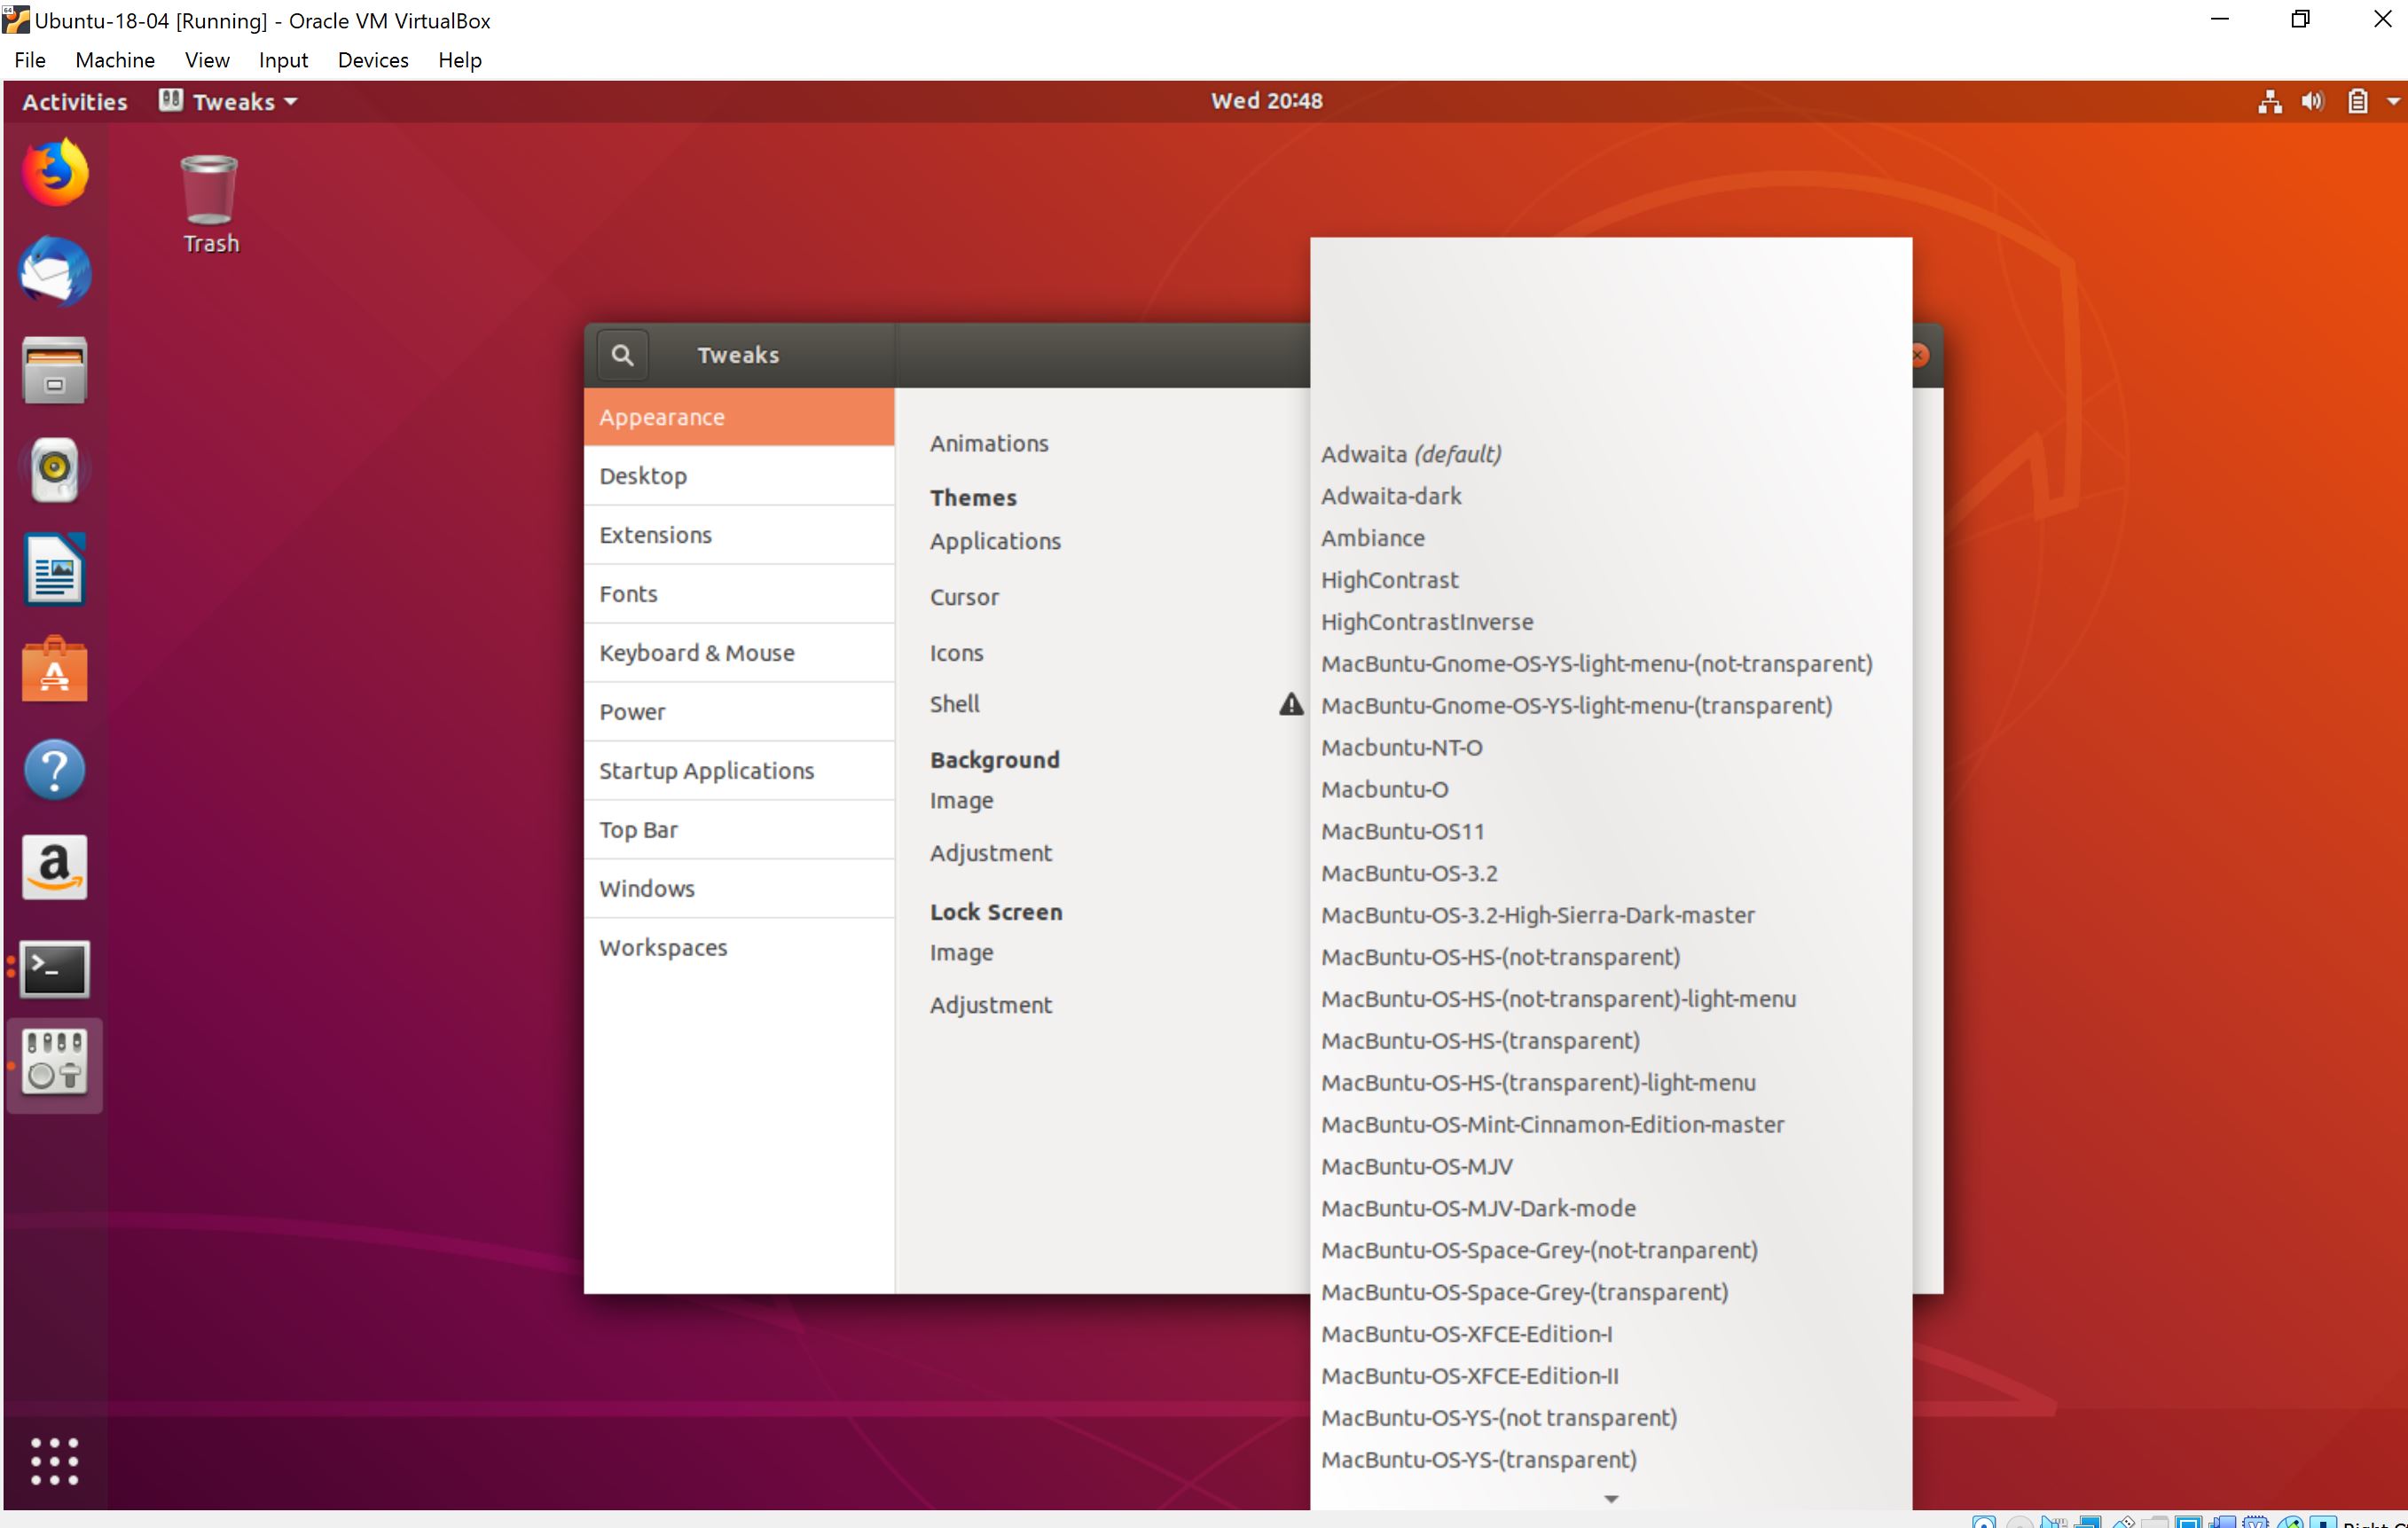 Ubuntu-18-04 [Running] - Oracle VM VirtualBox
File Machine View Input Devices Help
Activities Tweaks Wed 20:48
Trash
Tweaks
Appearance
Desktop
Extensions
Fonts
Keyboard & Mouse
Power
Startup Applications
Top Bar
Windows
Workspaces
Animations
Themes
Applications
Cursor
Icons
Shell
Background
Image
Adjustment
Lock Screen
Image
Adjustment
Adwaita (default)
Adwaita-dark
Ambiance
HighContrast
HighContrastInverse
MacBuntu-Gnome-OS-YS-light-menu-(not-transparent)
MacBuntu-Gnome-OS-YS-light-menu-(transparent)
Macbuntu-NT-O
Macbuntu-O
MacBuntu-OS11
MacBuntu-OS-3.2
MacBuntu-OS-3.2-High-Sierra-Dark-master
MacBuntu-OS-HS-(not-transparent)
MacBuntu-OS-HS-(not-transparent)-light-menu
MacBuntu-OS-HS-(transparent)
MacBuntu-OS-HS-(transparent)-light-menu
MacBuntu-OS-Mint-Cinnamon-Edition-master
MacBuntu-OS-MJV
MacBuntu-OS-MJV-Dark-mode
MacBuntu-OS-Space-Grey-(not-tranparent)
MacBuntu-OS-Space-Grey-(transparent)
MacBuntu-OS-XFCE-Edition-I
MacBuntu-OS-XFCE-Edition-II
MacBuntu-OS-YS-(not transparent)
MacBuntu-OS-YS-(transparent)